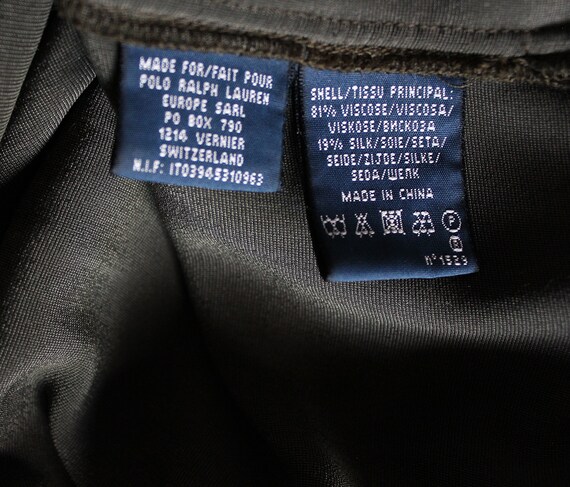 MADE FOR/FAIT POUR
POLO RALPH LAUREN
EUROPE SARL
PO BOX 790
1214 VERNIER
SWITZERLAND
N.I.F: IT03945310963
SHELL/TISSU PRINCIPAL:
81% VISCOSE/VISCOSA/
VISKOSE/ВИСКОЗА
19% SILK/SOIE/SETA/
SEIDE/ZIJDE/SILKE/
SEDA/ШЕЛК
MADE IN CHINA
P
N° 1529